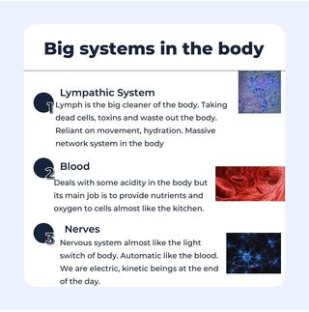 Big systems in the body
1
Lympathic System
Lymph is the big cleaner of the body. Taking
dead cells, toxins and waste out the body.
Reliant on movement, hydration. Massive
network system in the body
2
Blood
Deals with some acidity in the body but
its main job is to provide nutrients and
oxygen to cells almost like the kitchen.
3
Nerves
Nervous system almost like the light
switch of body. Automatic like the blood.
We are electric, kinetic beings at the end
of the day.